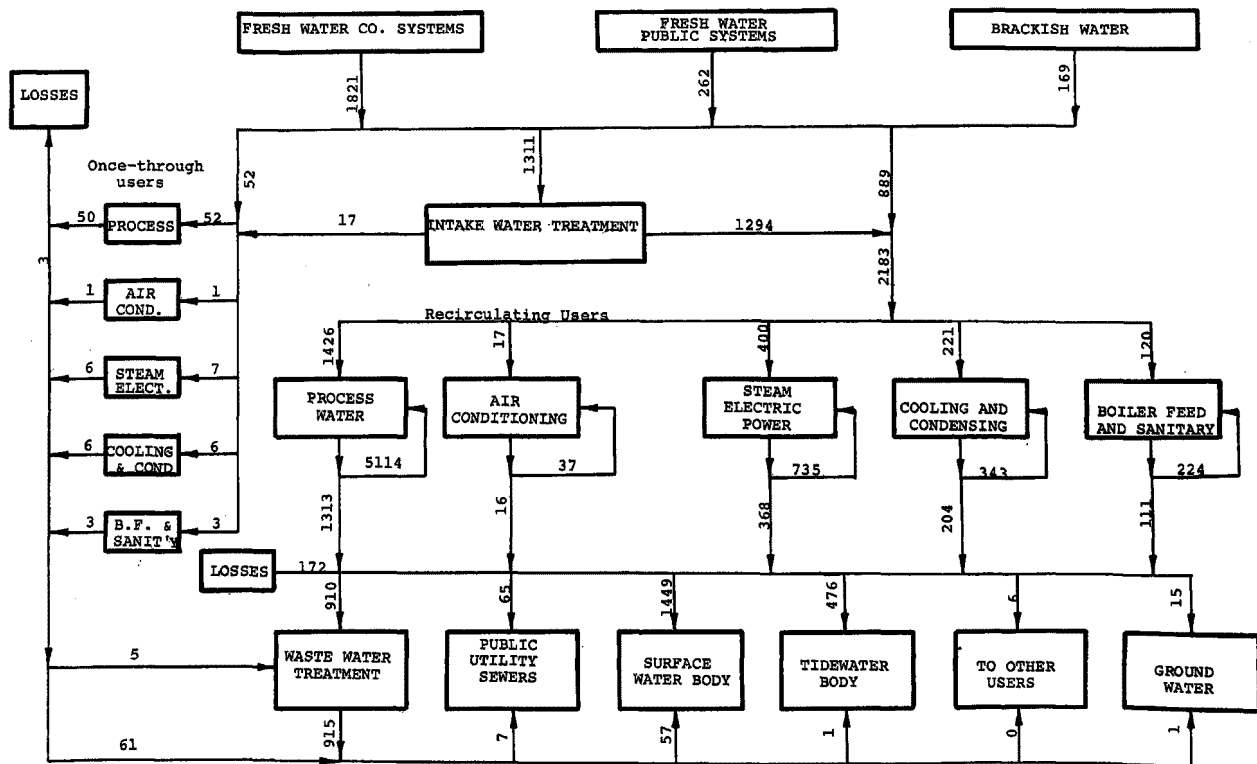 FRESH WATER CO. SYSTEMS
FRESH WATER
PUBLIC SYSTEMS
BRACKISH WATER
LOSSES
1821
262
169
Once-through
users
52
1311
889
50
PROCESS
52
17
INTAKE WATER TREATMENT
1294
3
2183
1
AIR
COND.
1
Recirculating Users
1426
17
400
221
120
6
STEAM
ELECT.
7
PROCESS
WATER
AIR
CONDITIONING
STEAM
ELECTRIC
POWER
COOLING AND
CONDENSING
BOILER FEED
AND SANITARY
6
COOLING
& COND
6
5114
37
735
343
224
3
B.F. &
SANIT'Y
3
1313
16
368
204
111
LOSSES
172
910
65
1449
476
6
15
5
WASTE WATER
TREATMENT
PUBLIC
UTILITY
SEWERS
SURFACE
WATER BODY
TIDEWATER
BODY
TO OTHER
USERS
GROUND
WATER
61
915
7
57
1
0
1